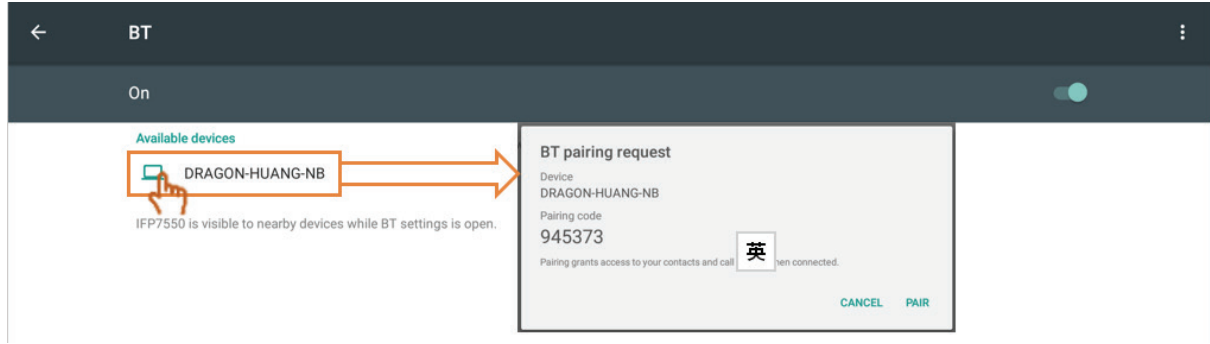 BT
On
Available devices
DRAGON-HUANG-NB
IFP7550 is visible to nearby devices while BT settings is open.
BT pairing request
Device
DRAGON-HUANG-NB
Pairing code
945373
Pairing grants access to your contacts and call 英 hen connected.
CANCEL PAIR